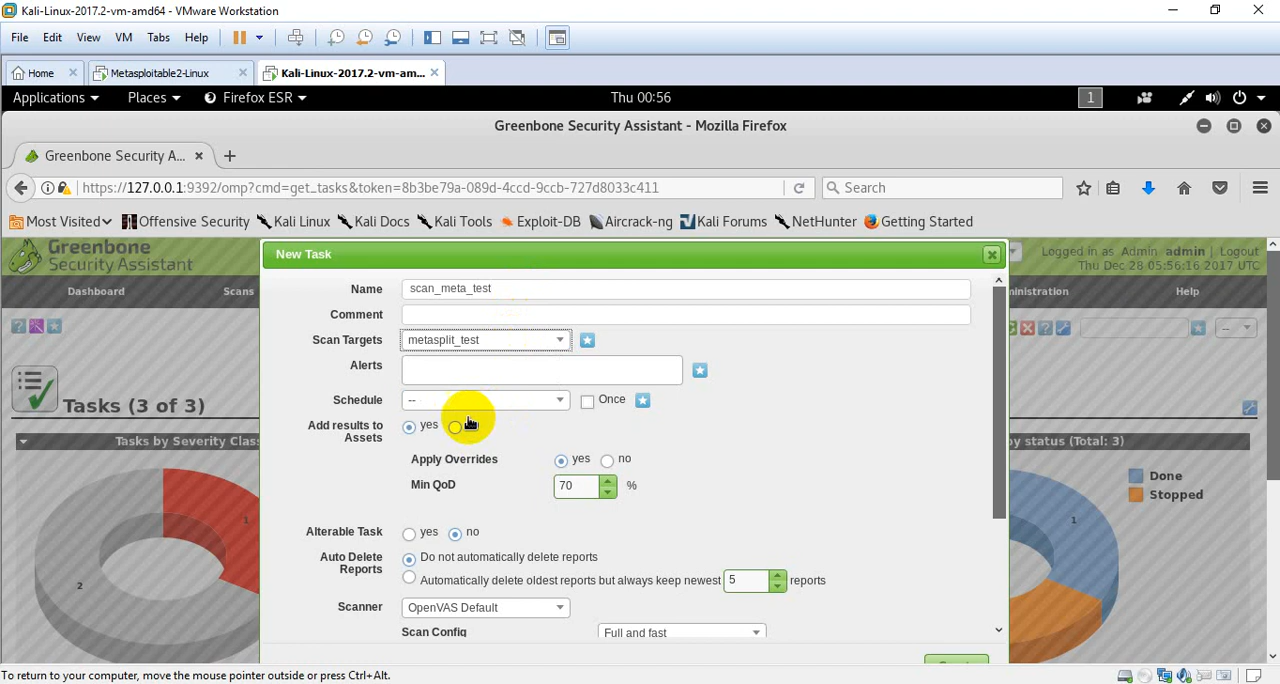 Kali-Linux-2017.2-vm-amd64 - VMware Workstation
File Edit View VM Tabs Help
Home Metasploitable2-Linux Kali-Linux-2017.2-vm-am...
Applications Places Firefox ESR Thu 00:56 1
Greenbone Security Assistant - Mozilla Firefox
Greenbone Security A...
https://127.0.0.1:9392/omp?cmd=get_tasks&token=8b3be79a-089d-4ccd-9ccb-727d8033c411 Search
Most Visited Offensive Security Kali Linux Kali Docs Kali Tools Exploit-DB Aircrack-ng Kali Forums NetHunter Getting Started
Greenbone
Security Assistant
Logged in as Admin admin | Logout
Thu Dec 28 05:56:16 2017 UTC
Dashboard Scans ministration Help
--
Tasks (3 of 3)
Tasks by Severity Clas
by status (Total: 3)
1
2
1
Done
Stopped
New Task
Name scan_meta_test
Comment
Scan Targets metasplit_test
Alerts
Schedule -- Once
Add results to
Assets
yes
Apply Overrides yes no
Min QoD 70 %
Alterable Task yes no
Auto Delete
Reports
Do not automatically delete reports
Automatically delete oldest reports but always keep newest 5 reports
Scanner OpenVAS Default
Scan Config Full and fast
To return to your computer, move the mouse pointer outside or press Ctrl+Alt.